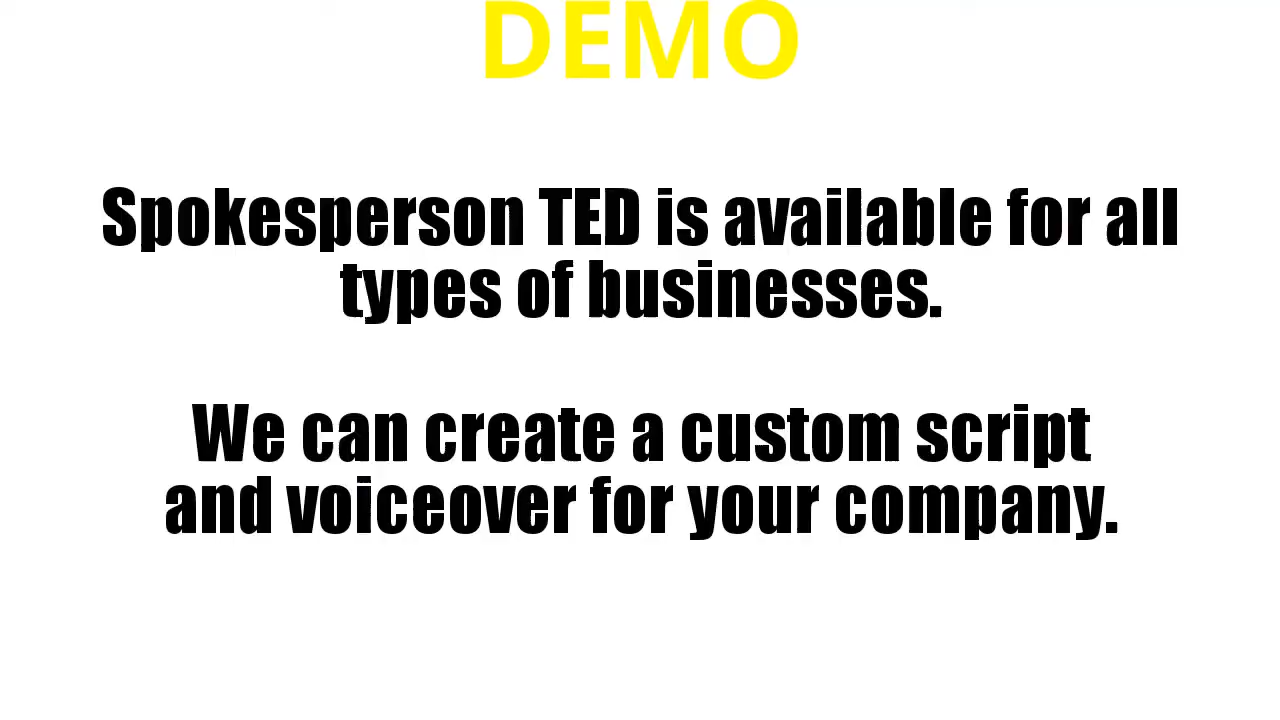 DEMO
Spokesperson TED is available for all
types of businesses.
We can create a custom script
and voiceover for your company.